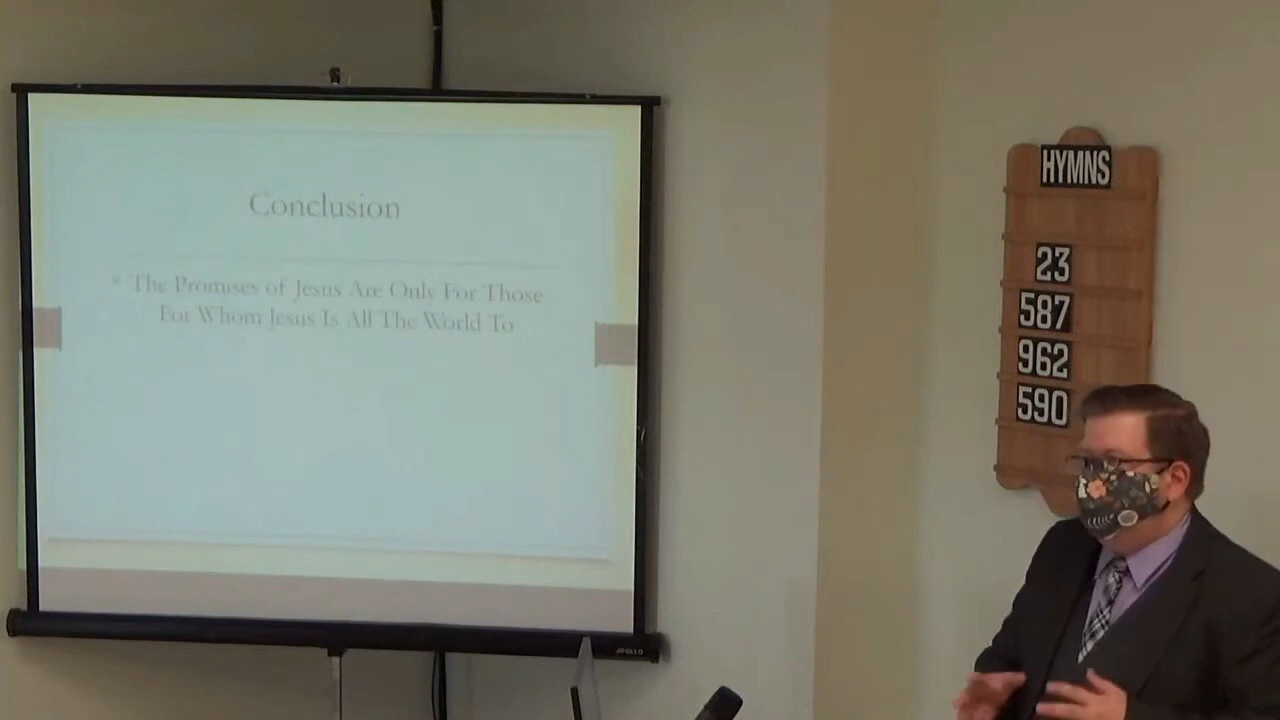 Conclusion
* The Promises of Jesus Are Only For Those
For Whom Jesus Is All The World To
HYMNS
23
587
962
590
APOLLO